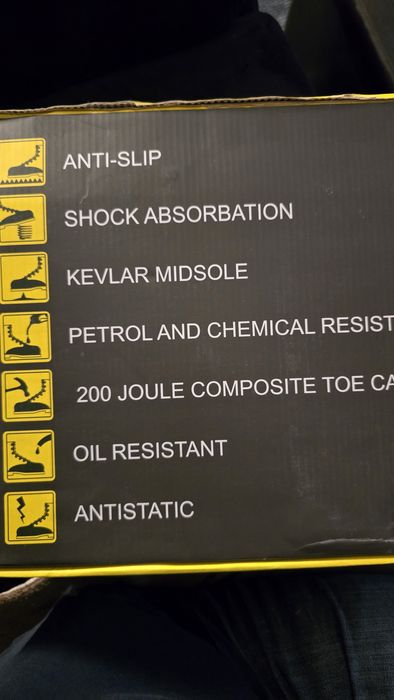 ANTI-SLIP
SHOCK ABSORBATION
KEVLAR MIDSOLE
PETROL AND CHEMICAL RESIST
200 JOULE COMPOSITE TOE CA
OIL RESISTANT
ANTISTATIC